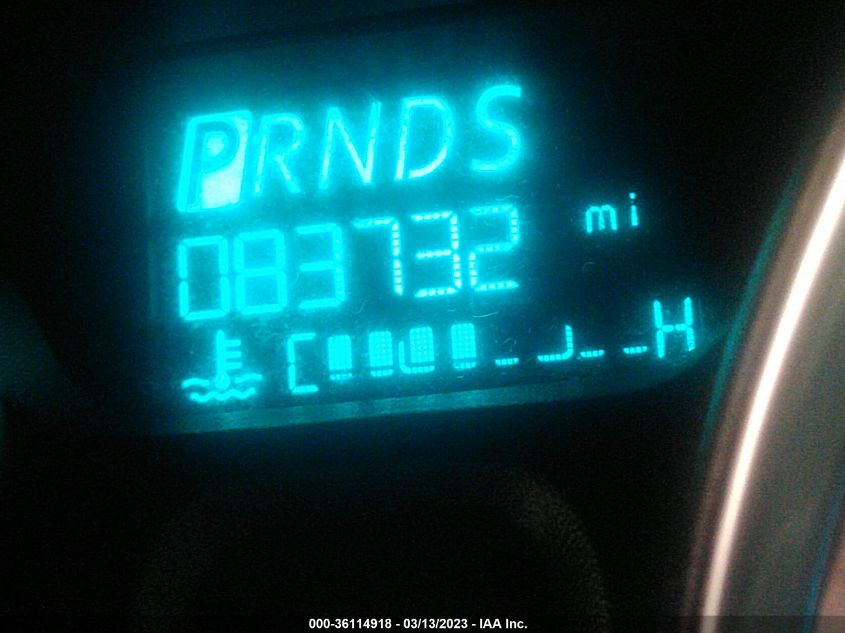 PRNDS
083732 mi
C H
000-36114918 - 03/13/2023 - IAA Inc.